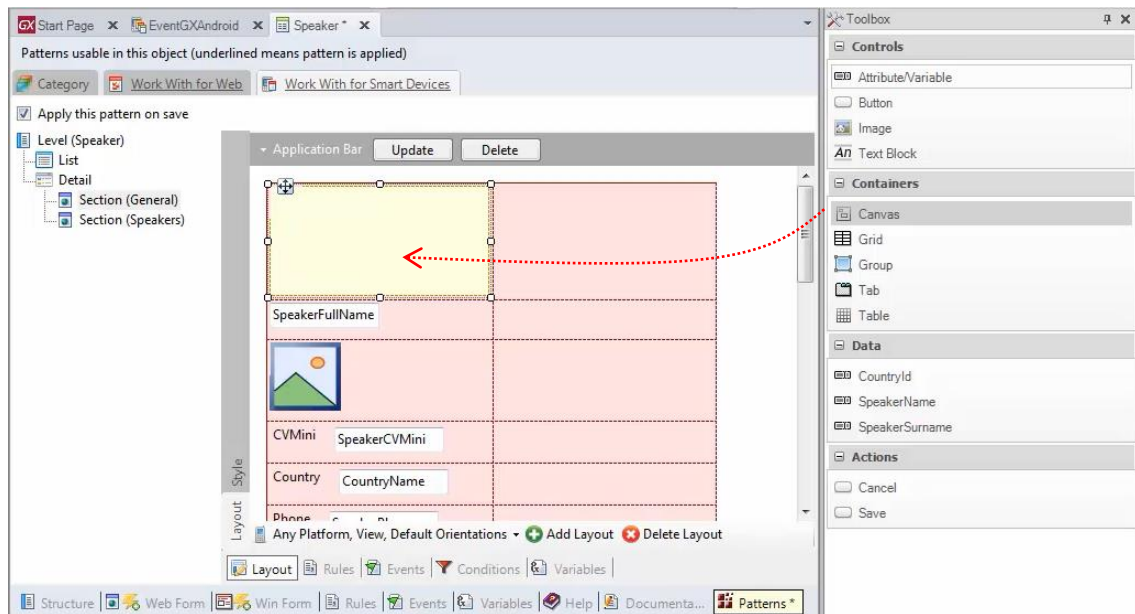 Start Page
EventGXAndroid
Speaker *
Patterns usable in this object (underlined means pattern is applied)
Category
Work With for Web
Work With for Smart Devices
Apply this pattern on save
Level (Speaker)
List
Detail
Section (General)
Section (Speakers)
Style
Layout
Application Bar
Update
Delete
SpeakerFullName
CVMini
SpeakerCVMini
Country
CountryName
Phone
Any Platform, View, Default Orientations
Add Layout
Delete Layout
Layout
Rules
Events
Conditions
Variables
Structure
Web Form
Win Form
Rules
Events
Variables
Help
Documenta...
Patterns *
Toolbox
Controls
Attribute/Variable
Button
Image
Text Block
Containers
Canvas
Grid
Group
Tab
Table
Data
CountryId
SpeakerName
SpeakerSurname
Actions
Cancel
Save